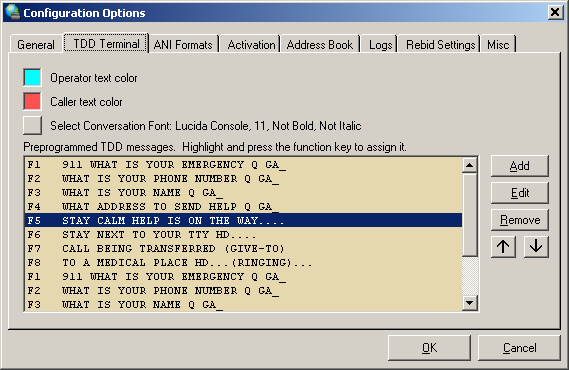 Configuration Options
General TDD Terminal ANI Formats Activation Address Book Logs Rebid Settings Misc
Operator text color
Caller text color
Select Conversation Font: Lucida Console, 11, Not Bold, Not Italic
Preprogrammed TDD messages. Highlight and press the function key to assign it.
F1 911 WHAT IS YOUR EMERGENCY Q GA_
F2 WHAT IS YOUR PHONE NUMBER Q GA_
F3 WHAT IS YOUR NAME Q GA_
F4 WHAT ADDRESS TO SEND HELP Q GA_
F5 STAY CALM HELP IS ON THE WAY....
F6 STAY NEXT TO YOUR TTY HD....
F7 CALL BEING TRANSFERRED (GIVE-TO)
F8 TO A MEDICAL PLACE HD...(RINGING)...
F1 911 WHAT IS YOUR EMERGENCY Q GA_
F2 WHAT IS YOUR PHONE NUMBER Q GA_
F3 WHAT IS YOUR NAME Q GA_
Add
Edit
Remove
OK Cancel